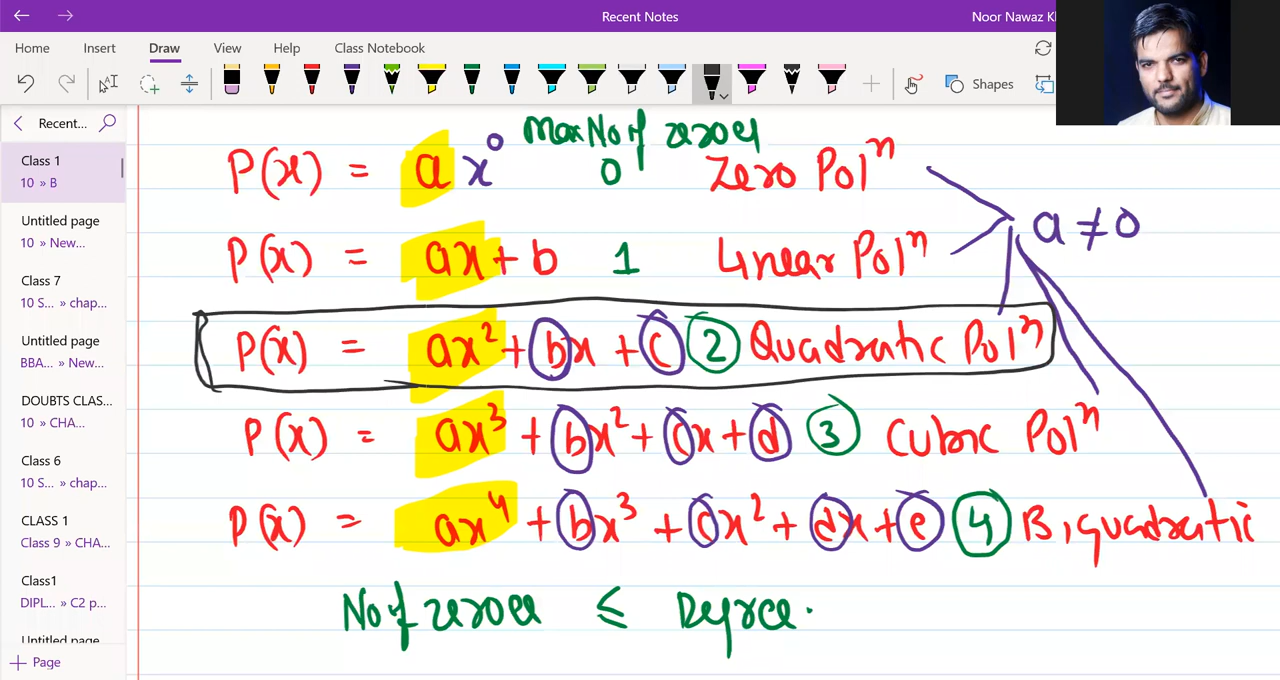 Recent Notes
Noor Nawaz Kh
Home Insert Draw View Help Class Notebook
Shapes
Recent...
Class 1
10 » B
Untitled page
10 » New...
Class 7
10 S... » chap...
Untitled page
BBA... » New...
DOUBTS CLAS...
10 » CHA...
Class 6
10 S... » chap...
CLASS 1
Class 9 » CHA...
Class1
DIPL... » C2 p...
Untitled page
Page
Max No of zeroes
P(x) = a x⁰ 0 Zero Polⁿ
a ≠ 0
P(x) = ax + b 1 Linear Polⁿ
P(x) = ax² + bx + c 2 Quadratic Polⁿ
P(x) = ax³ + bx² + cx + d 3 Cubic Polⁿ
P(x) = ax⁴ + bx³ + cx² + dx + e 4 Biquadratic
No of zeroes ≤ Degree.